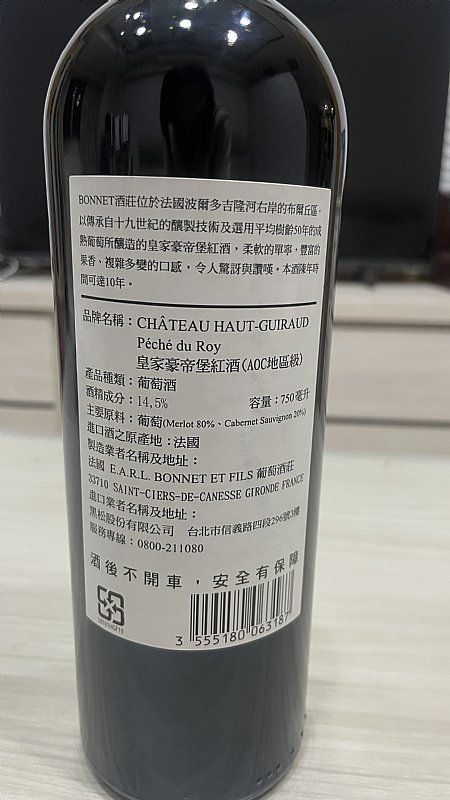 BONNET酒莊位於法國波爾多吉隆河右岸的布爾丘區，
以傳承自十九世紀的釀製技術及選用平均樹齡50年的成
熟葡萄所釀造的皇家豪帝堡紅酒，柔軟的單寧，豐富的
果香、複雜多變的口感，令人驚訝與讚嘆。本酒陳年時
間可達10年。
品牌名稱：CHÂTEAU HAUT-GUIRAUD
Péché du Roy
皇家豪帝堡紅酒(AOC地區級)
產品種類：葡萄酒
酒精成分：14.5% 容量：750毫升
主要原料：葡萄(Merlot 80%、Cabernet Sauvignon 20%)
進口酒之原產地：法國
製造業者名稱及地址：
法國 E.A.R.L. BONNET ET FILS 葡萄酒莊
33710 SAINT-CIERS-DE-CANESSE GIRONDE FRANCE
進口業者名稱及地址：
黑松股份有限公司 台北市信義路四段296號3樓
服務專線：0800-211080
酒後不開車，安全有保障
3 555180 063187